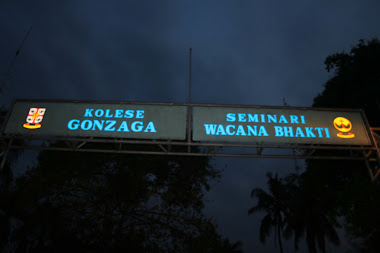 KOLESE
GONZAGA
SEMINARI
WACANA BHAKTI